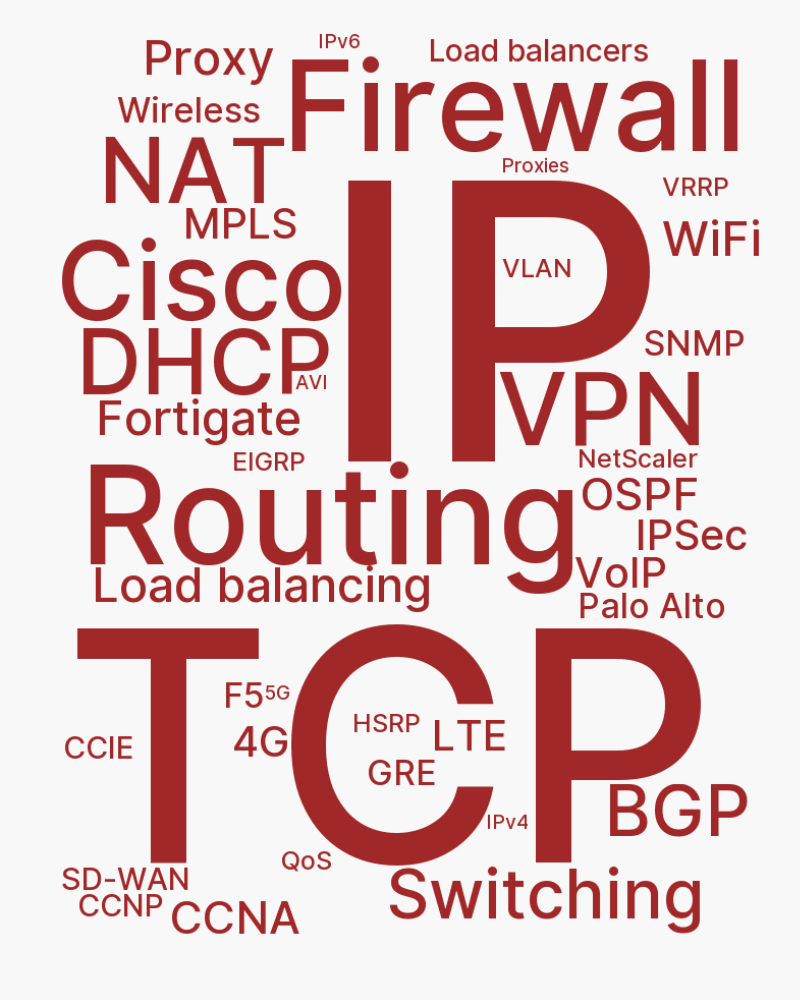 IPv6
Proxy
Load balancers
Firewall
Wireless
NAT
Proxies
VRRP
MPLS
WiFi
IP
Cisco
VLAN
DHCP
SNMP
AVI
VPN
Fortigate
EIGRP
NetScaler
Routing
OSPF
IPSec
VoIP
Load balancing
Palo Alto
TCP
F5
5G
HSRP
LTE
4G
CCIE
GRE
BGP
IPv4
QoS
SD-WAN
Switching
CCNP
CCNA